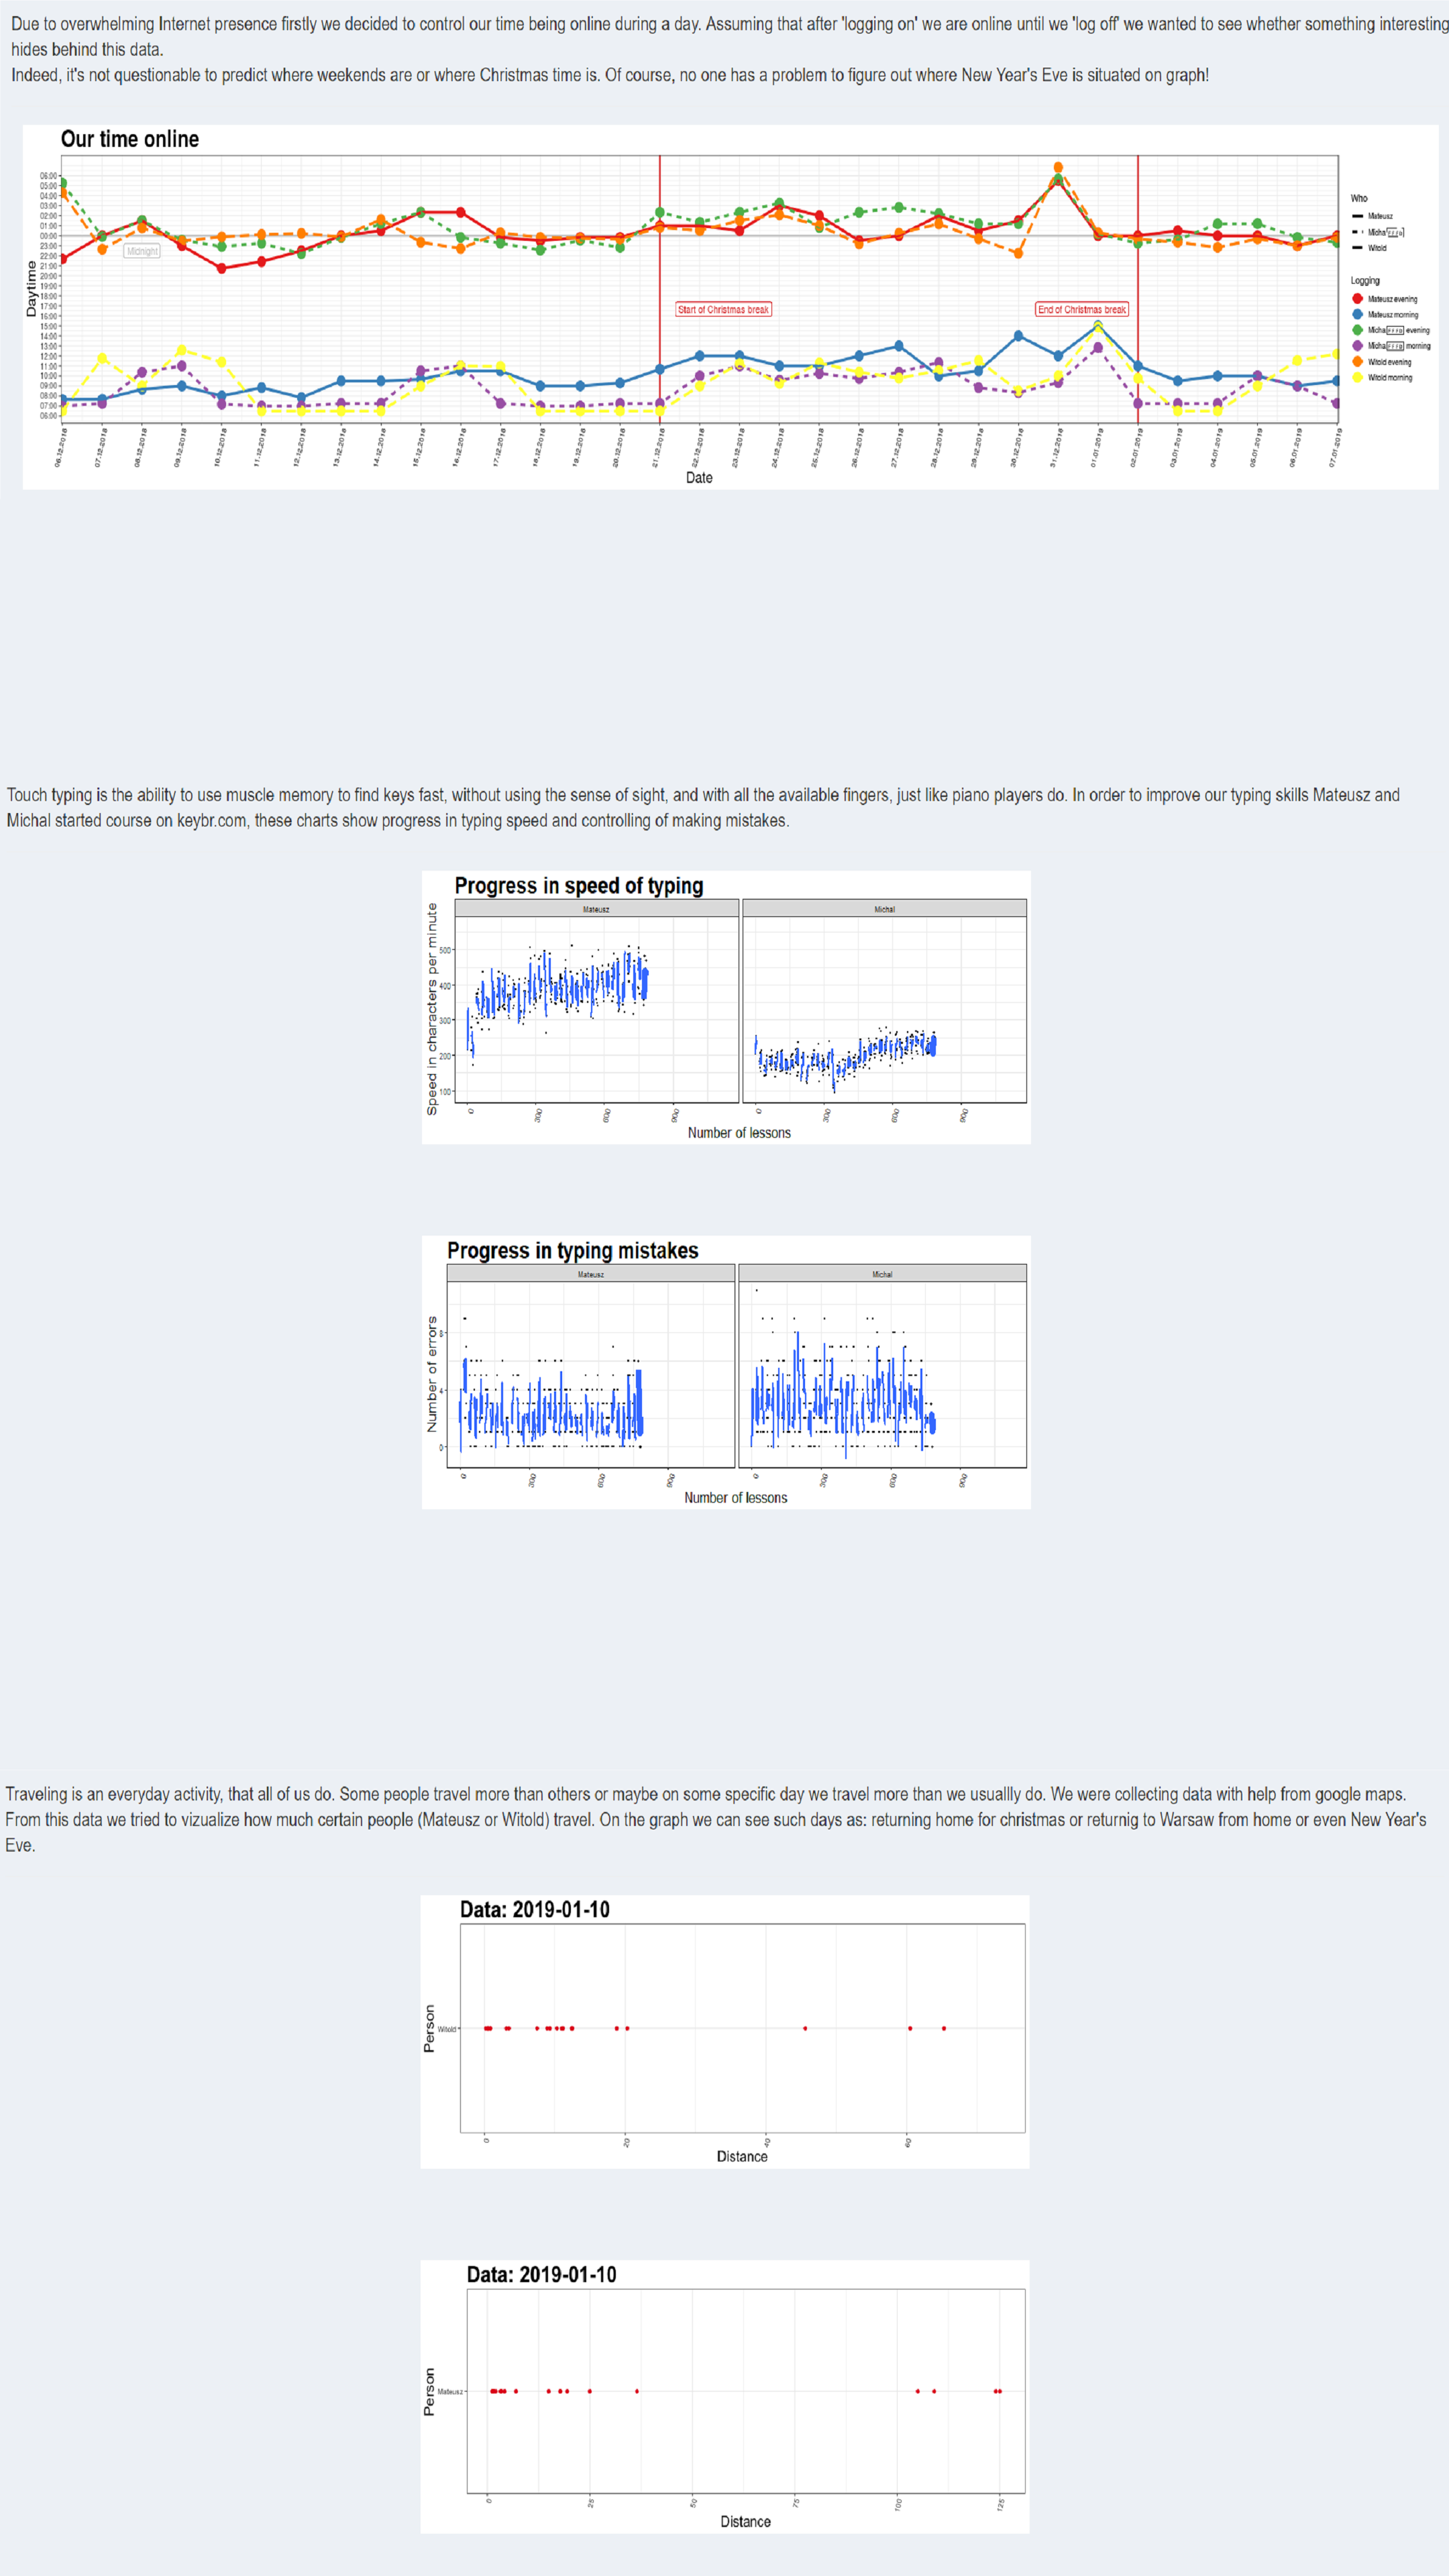 Due to overwhelming Internet presence firstly we decided to control our time being online during a day. Assuming that after 'logging on' we are online until we 'log off' we wanted to see whether something interesting
hides behind this data.
Indeed, it's not questionable to predict where weekends are or where Christmas time is. Of course, no one has a problem to figure out where New Year's Eve is situated on graph!
Our time online
Daytime
06:00
05:00
04:00
03:00
02:00
01:00
00:00
23:00
22:00
21:00
20:00
19:00
18:00
17:00
16:00
15:00
14:00
13:00
12:00
11:00
10:00
09:00
08:00
07:00
06:00
Midnight
Start of Christmas break
End of Christmas break
06.12.2018
07.12.2018
08.12.2018
09.12.2018
10.12.2018
11.12.2018
12.12.2018
13.12.2018
14.12.2018
15.12.2018
16.12.2018
17.12.2018
18.12.2018
19.12.2018
20.12.2018
21.12.2018
22.12.2018
23.12.2018
24.12.2018
25.12.2018
26.12.2018
27.12.2018
28.12.2018
29.12.2018
30.12.2018
31.12.2018
01.01.2019
02.01.2019
03.01.2019
04.01.2019
05.01.2019
06.01.2019
07.01.2019
Date
Who
Mateusz
Micha
Witold
Logging
Mateusz evening
Mateusz morning
Micha evening
Micha morning
Witold evening
Witold morning
Touch typing is the ability to use muscle memory to find keys fast, without using the sense of sight, and with all the available fingers, just like piano players do. In order to improve our typing skills Mateusz and
Michal started course on keybr.com, these charts show progress in typing speed and controlling of making mistakes.
Progress in speed of typing
Mateusz
Michal
Speed in characters per minute
500
400
300
200
100
0
300
600
900
0
300
600
900
Number of lessons
Progress in typing mistakes
Mateusz
Michal
Number of errors
8
4
0
0
300
600
900
0
300
600
900
Number of lessons
Traveling is an everyday activity, that all of us do. Some people travel more than others or maybe on some specific day we travel more than we usuallly do. We were collecting data with help from google maps.
From this data we tried to vizualize how much certain people (Mateusz or Witold) travel. On the graph we can see such days as: returning home for christmas or returnig to Warsaw from home or even New Year's
Eve.
Data: 2019-01-10
Person
Witold
0
20
40
60
Distance
Data: 2019-01-10
Person
Mateusz
0
25
50
75
100
125
Distance